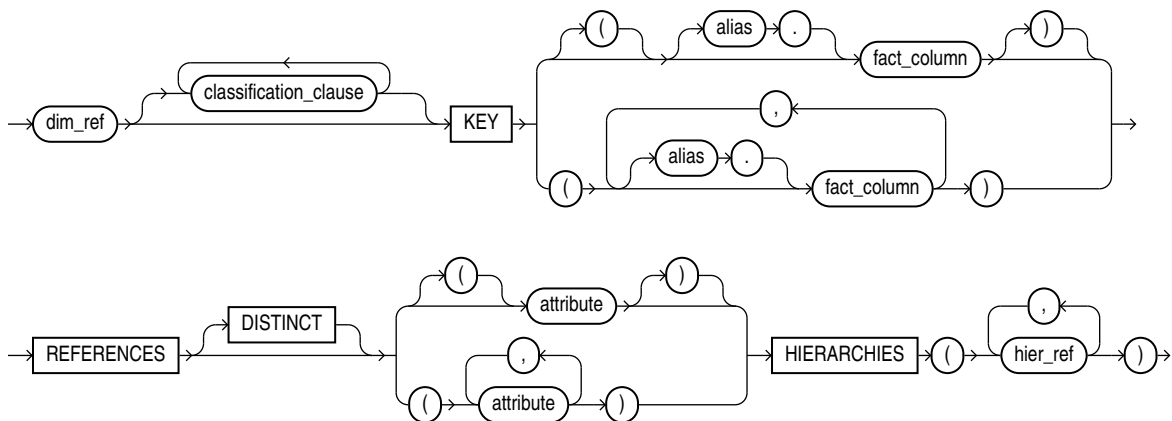 ( alias . fact_column )
classification_clause
dim_ref KEY ,
alias .
( fact_column )
( )
attribute
DISTINCT
REFERENCES , HIERARCHIES ( , hier_ref )
( attribute )